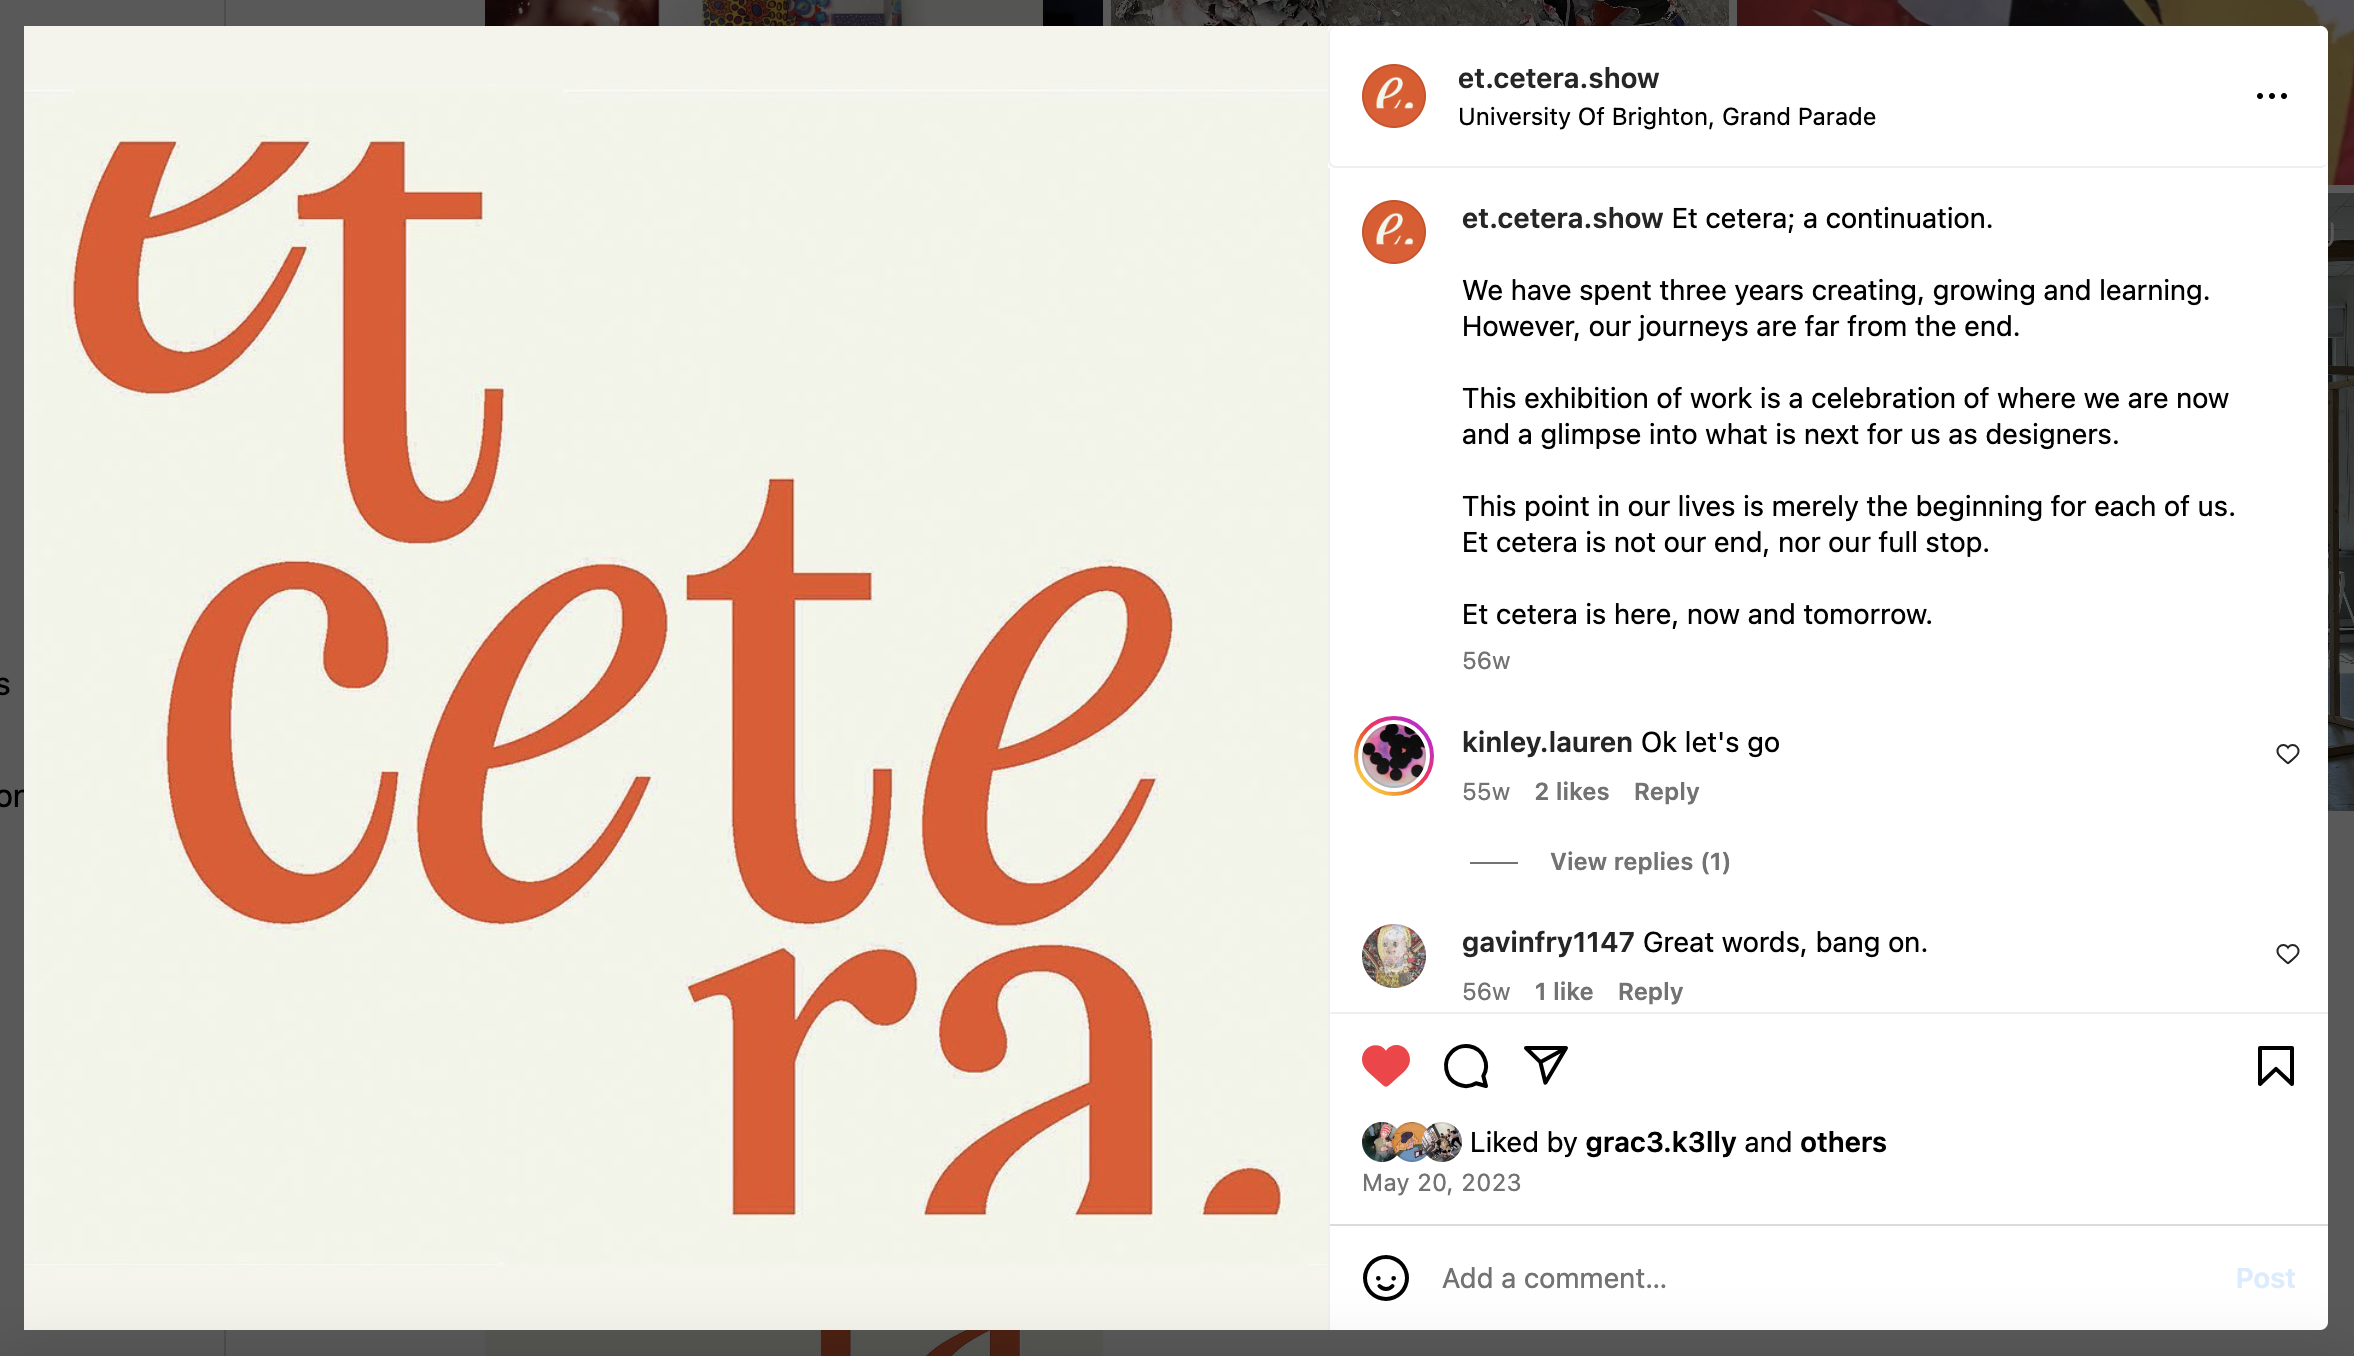 et
cete
ra.
et.cetera.show
University Of Brighton, Grand Parade
et.cetera.show Et cetera; a continuation.
We have spent three years creating, growing and learning.
However, our journeys are far from the end.
This exhibition of work is a celebration of where we are now
and a glimpse into what is next for us as designers.
This point in our lives is merely the beginning for each of us.
Et cetera is not our end, nor our full stop.
Et cetera is here, now and tomorrow.
56w
kinley.lauren Ok let's go
55w 2 likes Reply
View replies (1)
gavinfry1147 Great words, bang on.
56w 1 like Reply
Liked by grac3.k3lly and others
May 20, 2023
Add a comment...
Post